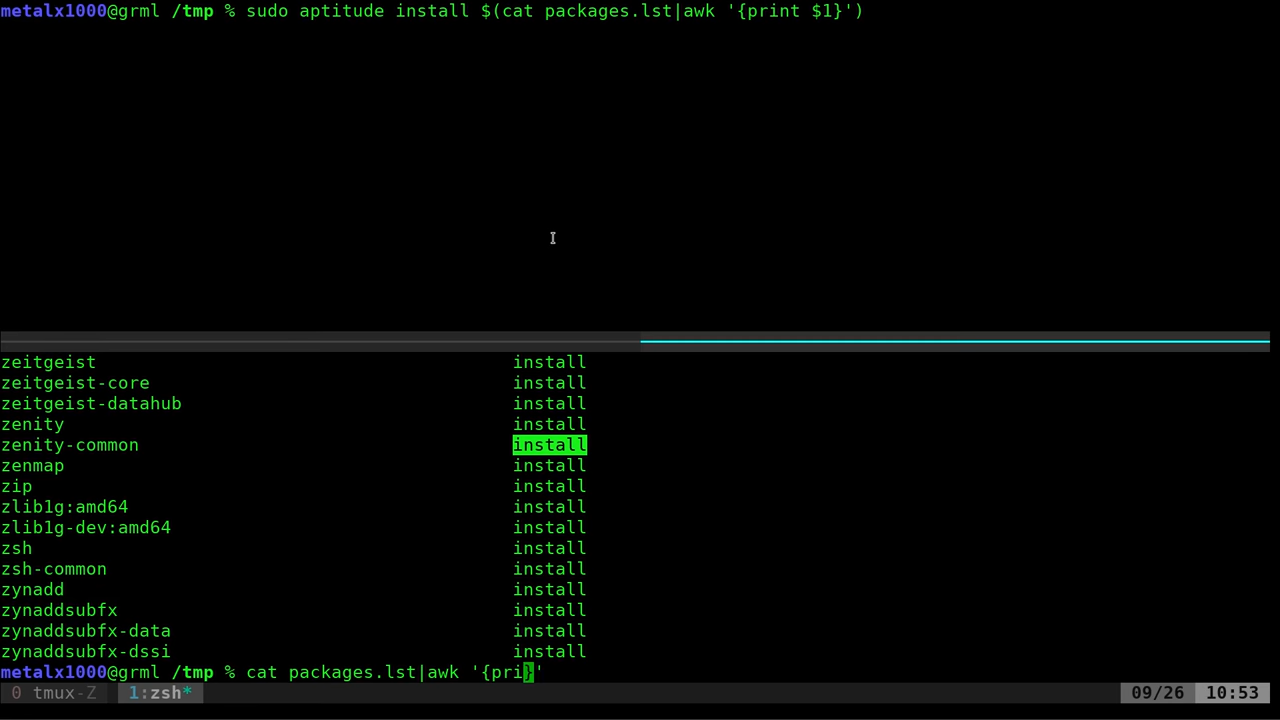 metalx1000@grml /tmp % sudo aptitude install $(cat packages.lst|awk '{print $1}')
zeitgeist install
zeitgeist-core install
zeitgeist-datahub install
zenity install
zenity-common install
zenmap install
zip install
zlib1g:amd64 install
zlib1g-dev:amd64 install
zsh install
zsh-common install
zynadd install
zynaddsubfx install
zynaddsubfx-data install
zynaddsubfx-dssi install
metalx1000@grml /tmp % cat packages.lst|awk '{pri}'
0 tmux-Z 1:zsh* 09/26 10:53